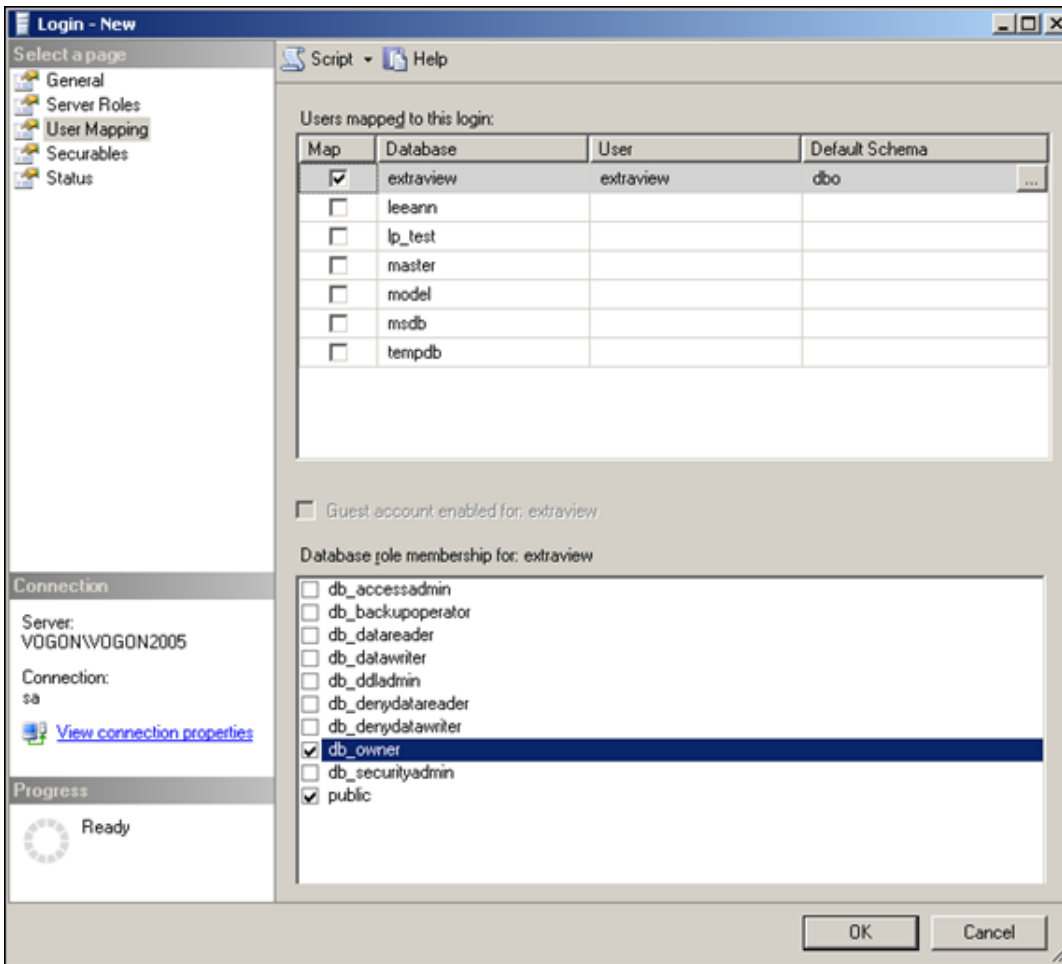 Login - New
Select a page
General
Server Roles
User Mapping
Securables
Status
Script Help
Users mapped to this login:
Map Database User Default Schema
extraview extraview dbo ...
leeann
lp_test
master
model
msdb
tempdb
Guest account enabled for: extraview
Database role membership for: extraview
db_accessadmin
db_backupoperator
db_datareader
db_datawriter
db_ddladmin
db_denydatareader
db_denydatawriter
db_owner
db_securityadmin
public
Connection
Server:
VOGON\VOGON2005
Connection:
sa
View connection properties
Progress
Ready
OK Cancel